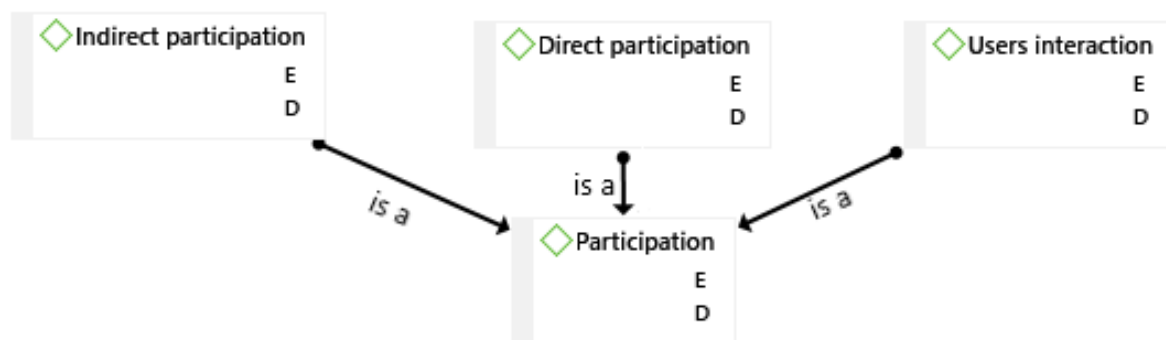 Indirect participation
E
D
Direct participation
E
D
Users interaction
E
D
is a
is a
is a
Participation
E
D